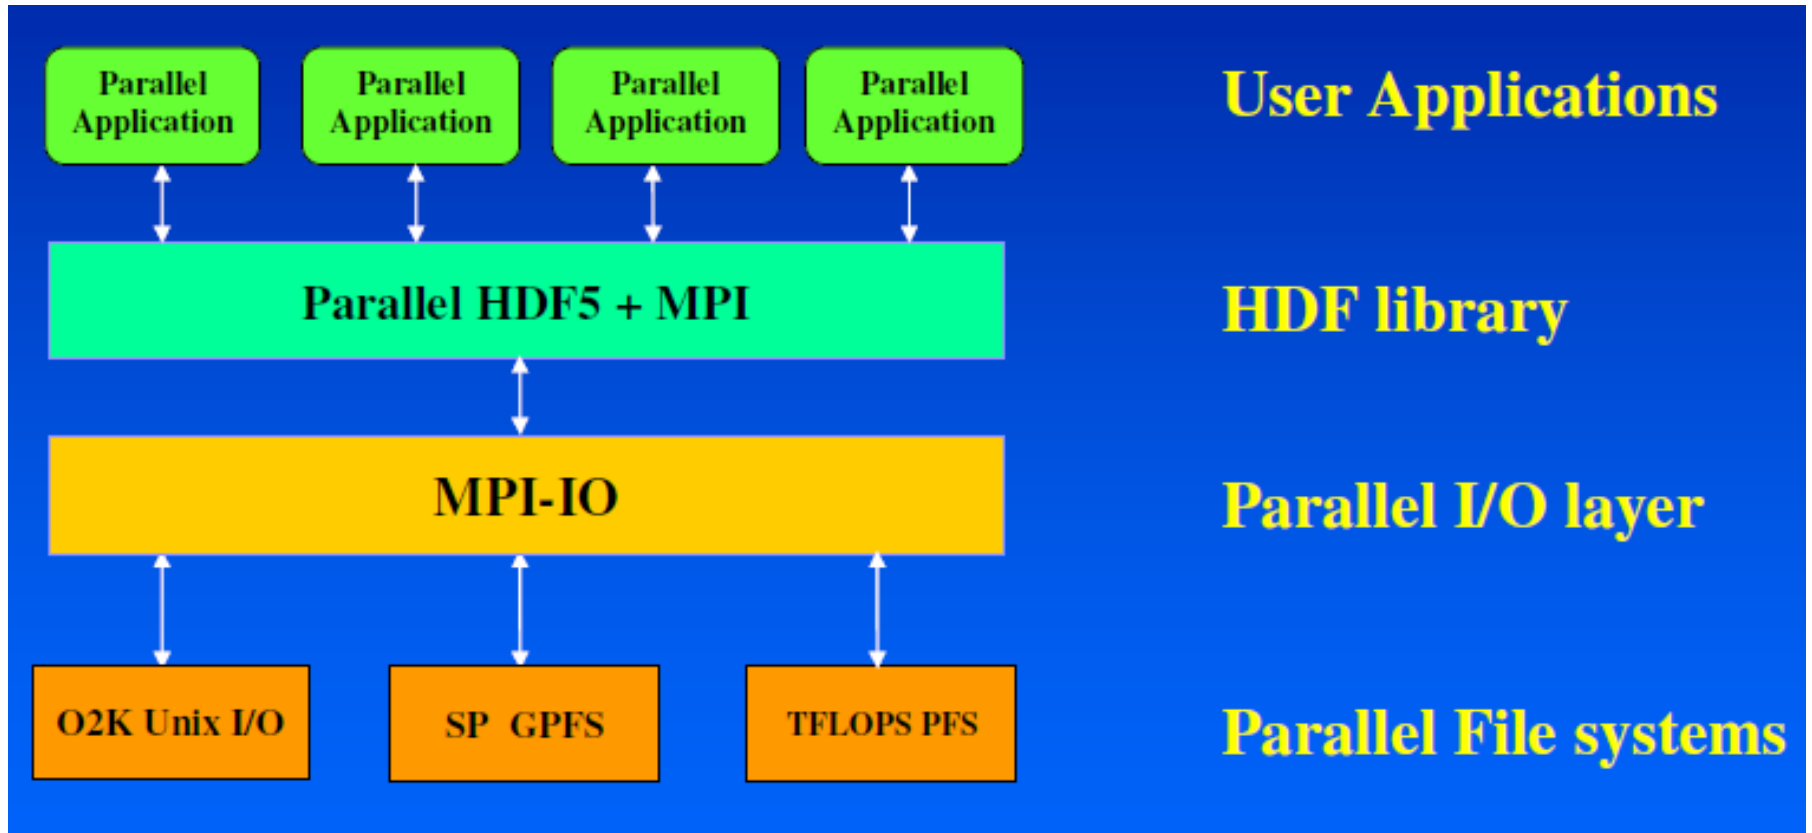 Parallel
Application
Parallel
Application
Parallel
Application
Parallel
Application
User Applications
Parallel HDF5 + MPI
HDF library
MPI-IO
Parallel I/O layer
O2K Unix I/O
SP GPFS
TFLOPS PFS
Parallel File systems